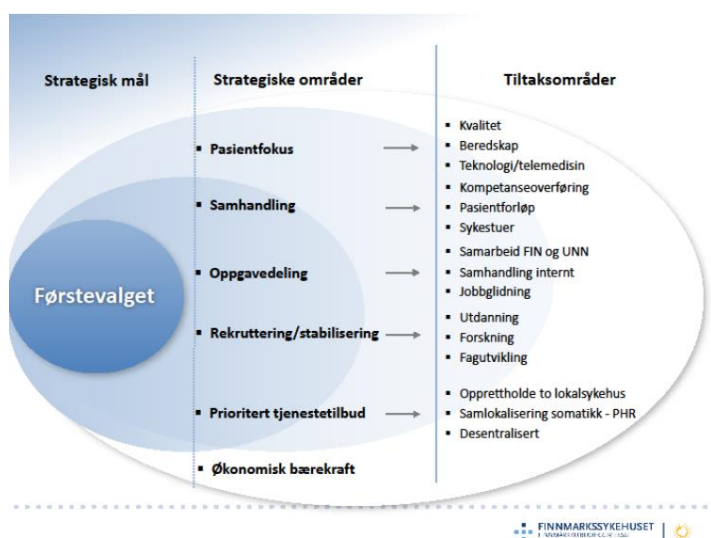 Strategisk mål
Strategiske områder
Tiltaksområder
Førstevalget
▪ Pasientfokus
▪ Samhandling
▪ Oppgavedeling
▪ Rekruttering/stabilisering
▪ Prioritert tjenestetilbud
▪ Økonomisk bærekraft
▪ Kvalitet
▪ Beredskap
▪ Teknologi/telemedisin
▪ Kompetanseoverføring
▪ Pasientforløp
▪ Sykestuer
▪ Samarbeid FIN og UNN
▪ Samhandling internt
▪ Jobbglidning
▪ Utdanning
▪ Forskning
▪ Fagutvikling
▪ Opprettholde to lokalsykehus
▪ Samlokalisering somatikk - PHR
▪ Desentralisert
FINNMARKSSYKEHUSET